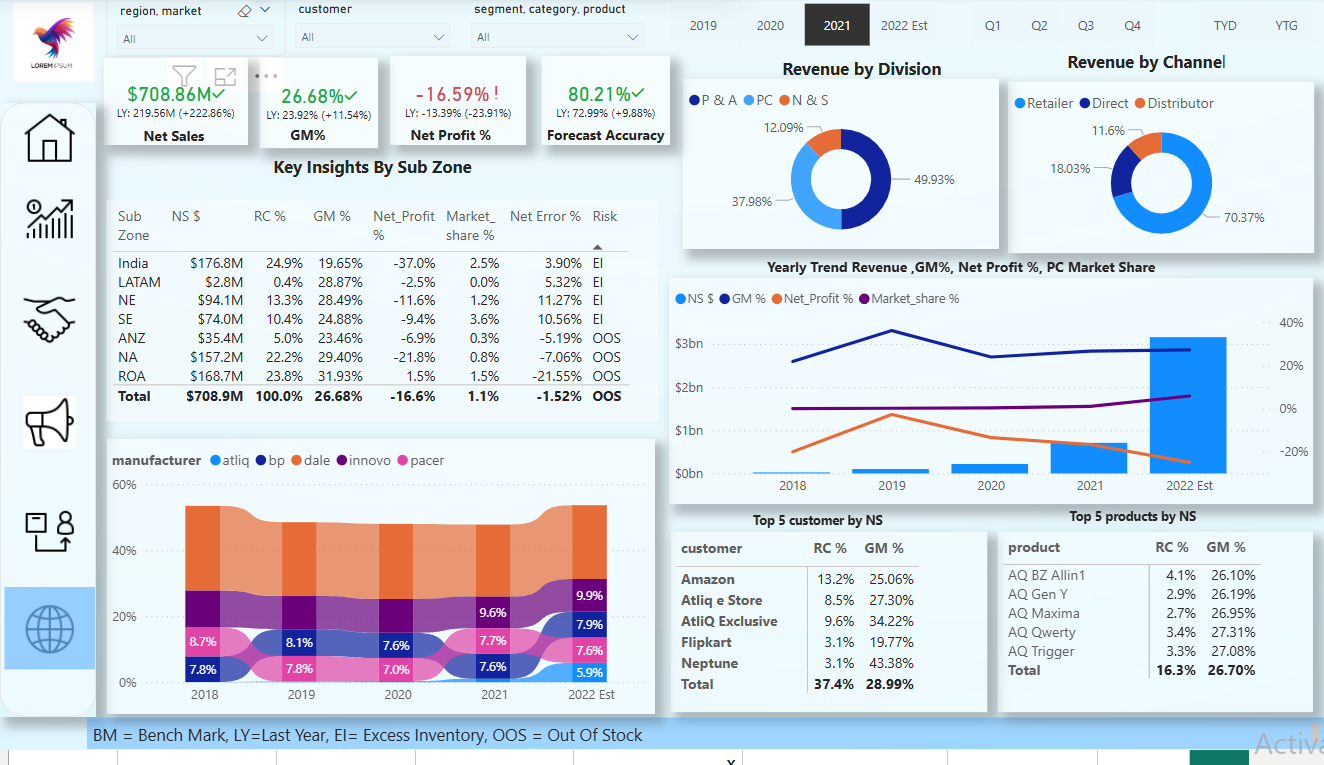 region, market
customer
segment, category, product
All
All
All
2019 2020 2021 2022 Est
Q1 Q2 Q3 Q4
TYD YTG
LOREM IPSUM
$708.86M
LY: 219.56M (+222.86%)
Net Sales
26.68%
LY: 23.92% (+11.54%)
GM%
-16.59% !
LY: -13.39% (-23.91%)
Net Profit %
80.21%
LY: 72.99% (+9.88%)
Forecast Accuracy
Revenue by Division
P & A PC N & S
12.09%
37.98%
49.93%
Revenue by Channel
Retailer Direct Distributor
11.6%
18.03%
70.37%
Key Insights By Sub Zone
Sub Zone NS $ RC % GM % Net_Profit % Market_share % Net Error % Risk
India $176.8M 24.9% 19.65% -37.0% 2.5% 3.90% EI
LATAM $2.8M 0.4% 28.87% -2.5% 0.0% 5.32% EI
NE $94.1M 13.3% 28.49% -11.6% 1.2% 11.27% EI
SE $74.0M 10.4% 24.88% -9.4% 3.6% 10.56% EI
ANZ $35.4M 5.0% 23.46% -6.9% 0.3% -5.19% OOS
NA $157.2M 22.2% 29.40% -21.8% 0.8% -7.06% OOS
ROA $168.7M 23.8% 31.93% 1.5% 1.5% -21.55% OOS
Total $708.9M 100.0% 26.68% -16.6% 1.1% -1.52% OOS
Yearly Trend Revenue ,GM%, Net Profit %, PC Market Share
NS $ GM % Net_Profit % Market_share %
$3bn
$2bn
$1bn
$0bn
40%
20%
0%
-20%
2018 2019 2020 2021 2022 Est
manufacturer atliq bp dale innovo pacer
60%
40%
20%
0%
8.7%
7.8%
8.1%
7.8%
7.6%
7.0%
9.6%
7.7%
7.6%
9.9%
7.9%
7.6%
5.9%
2018 2019 2020 2021 2022 Est
Top 5 customer by NS
customer RC % GM %
Amazon 13.2% 25.06%
Atliq e Store 8.5% 27.30%
AtliQ Exclusive 9.6% 34.22%
Flipkart 3.1% 19.77%
Neptune 3.1% 43.38%
Total 37.4% 28.99%
Top 5 products by NS
product RC % GM %
AQ BZ Allin1 4.1% 26.10%
AQ Gen Y 2.9% 26.19%
AQ Maxima 2.7% 26.95%
AQ Qwerty 3.4% 27.31%
AQ Trigger 3.3% 27.08%
Total 16.3% 26.70%
BM = Bench Mark, LY=Last Year, EI= Excess Inventory, OOS = Out Of Stock